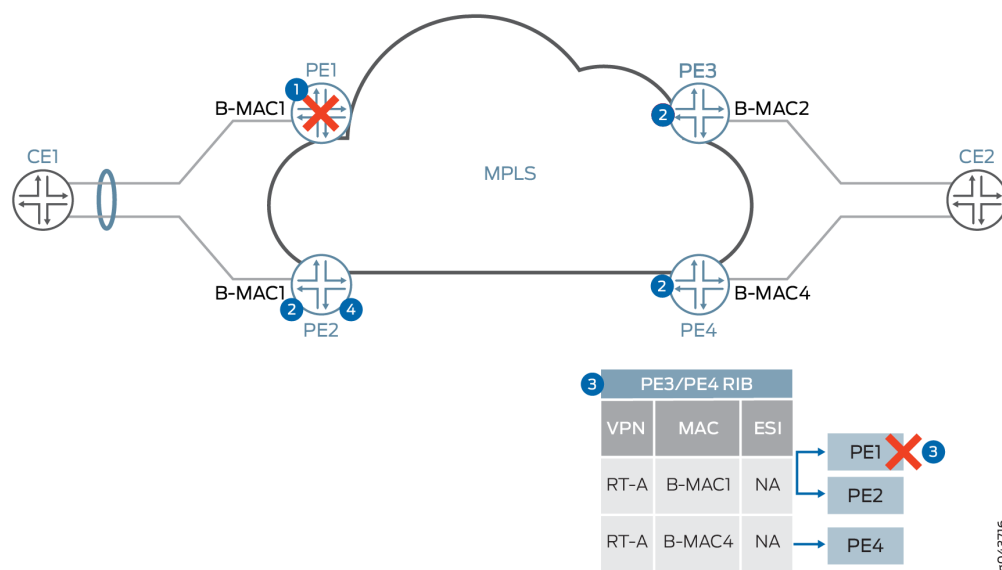 PE1
1
B-MAC1
PE3
2
B-MAC2
CE1
MPLS
CE2
B-MAC1
2
4
PE2
2
B-MAC4
PE4
3
PE3/PE4 RIB
VPN MAC ESI
RT-A B-MAC1 NA
PE1
3
PE2
RT-A B-MAC4 NA
PE4